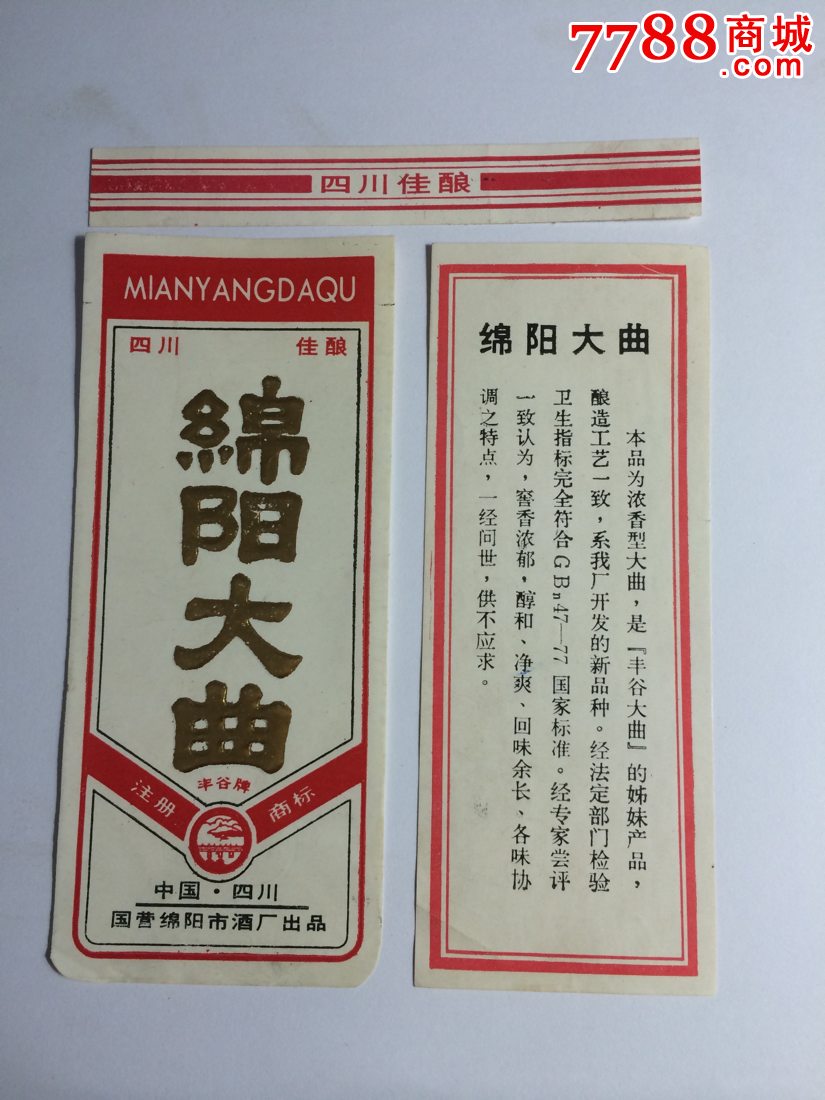 7788商城
.com
四川佳酿
MIANYANGDAQU
四川 佳酿
綿阳大曲
丰谷牌
注册 商标
中国·四川
国营绵阳市酒厂出品
绵阳大曲
本品为浓香型大曲，是『丰谷大曲』的姊妹产品，
酿造工艺一致，系我厂开发的新品种。经法定部门检验
卫生指标完全符合GBn47—77国家标准。经专家尝评
一致认为，窖香浓郁，醇和、净爽、回味余长、各味协
调之特点，一经问世，供不应求。